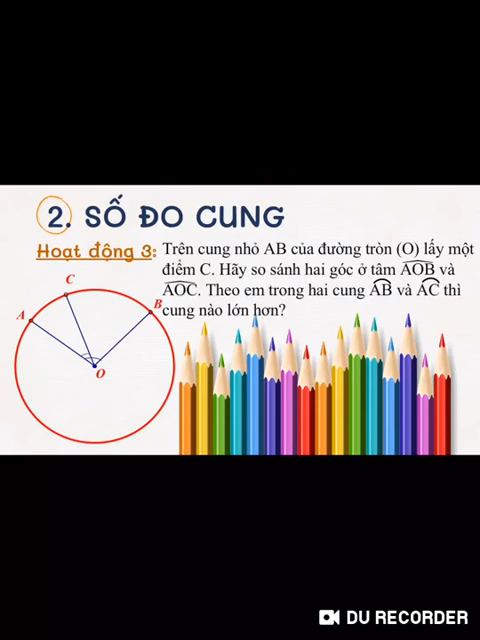 2. SỐ ĐO CUNG
Hoạt động 3: Trên cung nhỏ AB của đường tròn (O) lấy một
điểm C. Hãy so sánh hai góc ở tâm AOB và
AOC. Theo em trong hai cung AB và AC thì
cung nào lớn hơn?
C
A
B
O
DU RECORDER